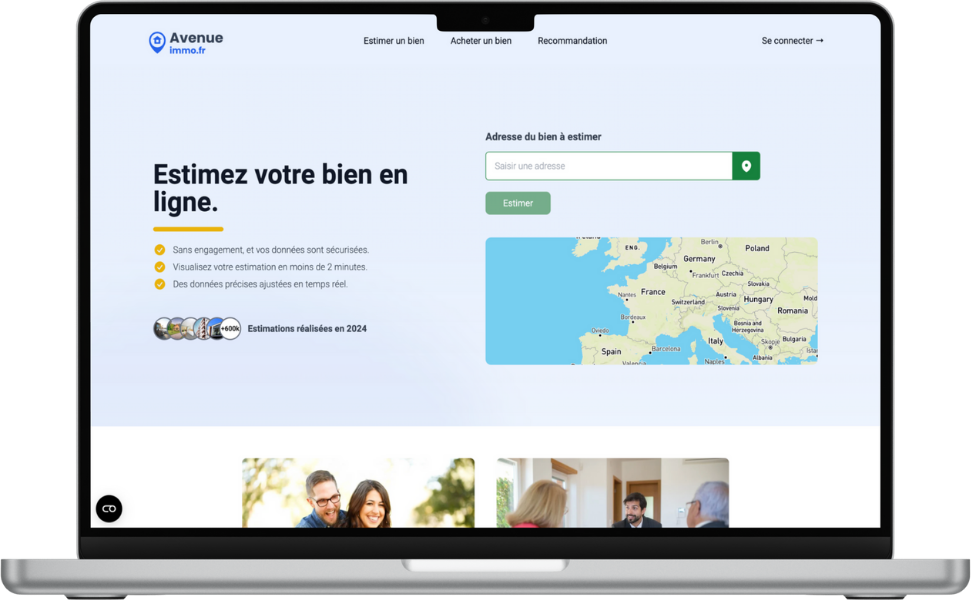 Avenue
immo.fr
Estimer un bien
Acheter un bien
Recommandation
Se connecter →
Adresse du bien à estimer
Saisir une adresse
Estimer
Estimez votre bien en
ligne.
Sans engagement, et vos données sont sécurisées.
Visualisez votre estimation en moins de 2 minutes.
Des données précises ajustées en temps réel.
+600k
Estimations réalisées en 2024
ENG.
Berlin
Poland
Belgium
Germany
Frankfurt
Czechia
Slovakia
Nantes
France
Austria
Switzerland
Hungary
Mold
Slovenia
Romania
Bordeaux
Bosnia and
Herzegovina
Oviedo
Italy
Skopje
Bulgaria
Spain
Barcelona
Albania
Ista
Naples